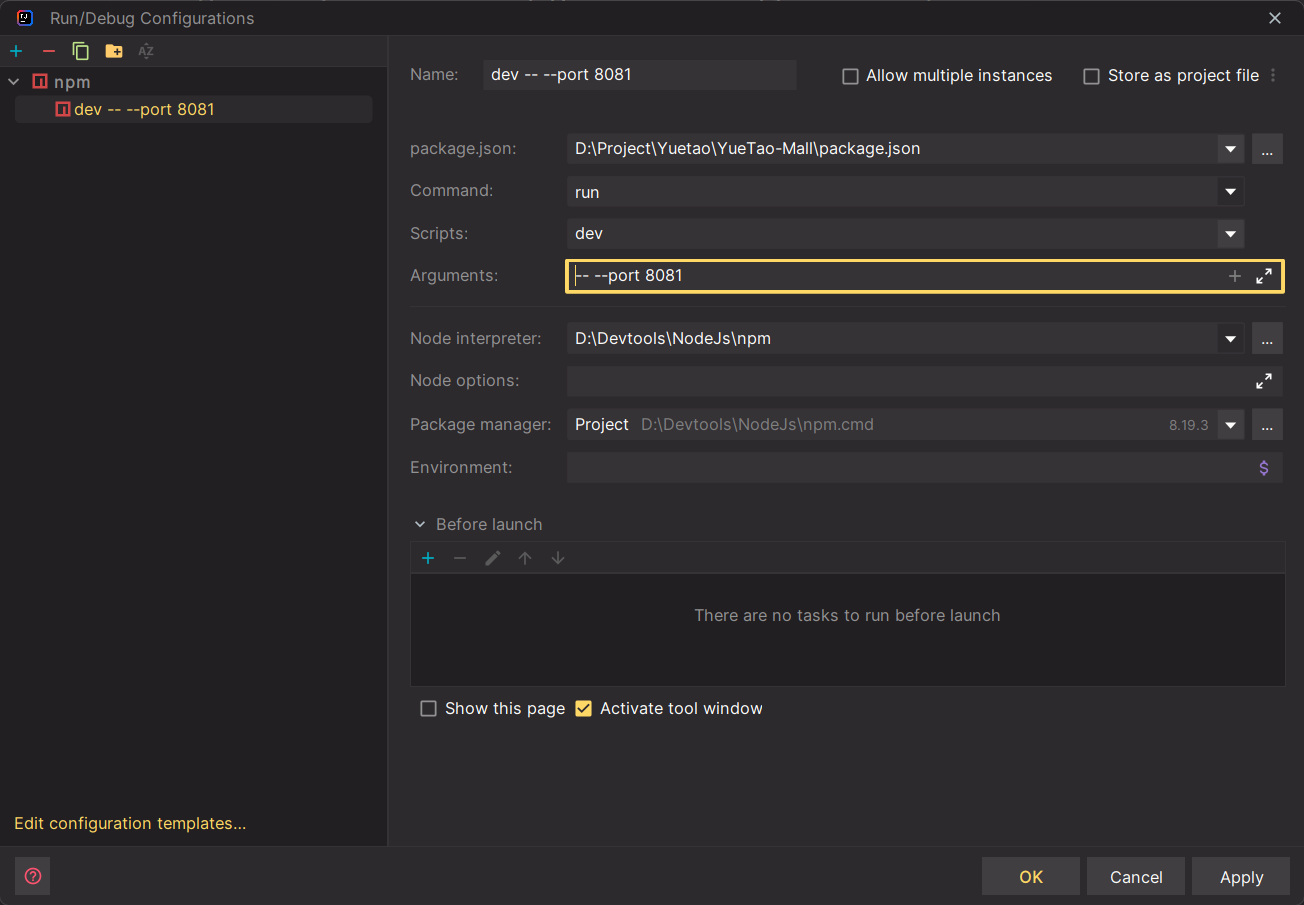 Run/Debug Configurations
npm
dev -- --port 8081
Edit configuration templates...
Name: dev -- --port 8081 Allow multiple instances Store as project file
package.json: D:\Project\Yuetao\YueTao-Mall\package.json ...
Command: run
Scripts: dev
Arguments: -- --port 8081
Node interpreter: D:\Devtools\NodeJs\npm ...
Node options:
Package manager: Project D:\Devtools\NodeJs\npm.cmd 8.19.3 ...
Environment: $
Before launch
There are no tasks to run before launch
Show this page Activate tool window
? OK Cancel Apply